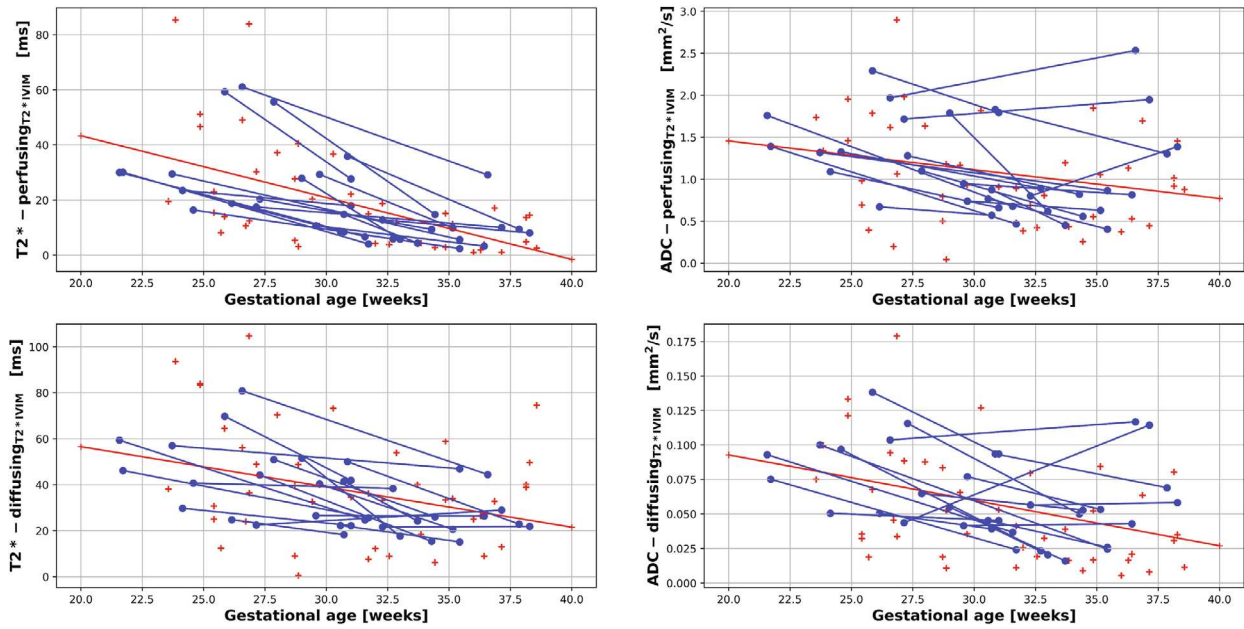 T2* − perfusing_T2*IVIM [ms]
80
60
40
20
0
20.0 22.5 25.0 27.5 30.0 32.5 35.0 37.5 40.0
Gestational age [weeks]
ADC − perfusing_T2*IVIM [mm²/s]
3.0
2.5
2.0
1.5
1.0
0.5
0.0
20.0 22.5 25.0 27.5 30.0 32.5 35.0 37.5 40.0
Gestational age [weeks]
T2* − diffusing_T2*IVIM [ms]
100
80
60
40
20
0
20.0 22.5 25.0 27.5 30.0 32.5 35.0 37.5 40.0
Gestational age [weeks]
ADC − diffusing_T2*IVIM [mm²/s]
0.175
0.150
0.125
0.100
0.075
0.050
0.025
0.000
20.0 22.5 25.0 27.5 30.0 32.5 35.0 37.5 40.0
Gestational age [weeks]